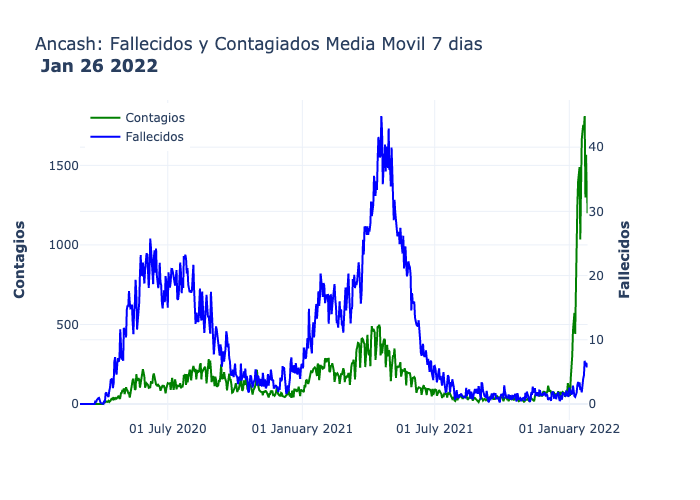 Ancash: Fallecidos y Contagiados Media Movil 7 dias
Jan 26 2022
Contagios
Fallecidos
1500
1000
500
0
40
30
20
10
0
Contagios
Fallecidos
01 July 2020
01 January 2021
01 July 2021
01 January 2022